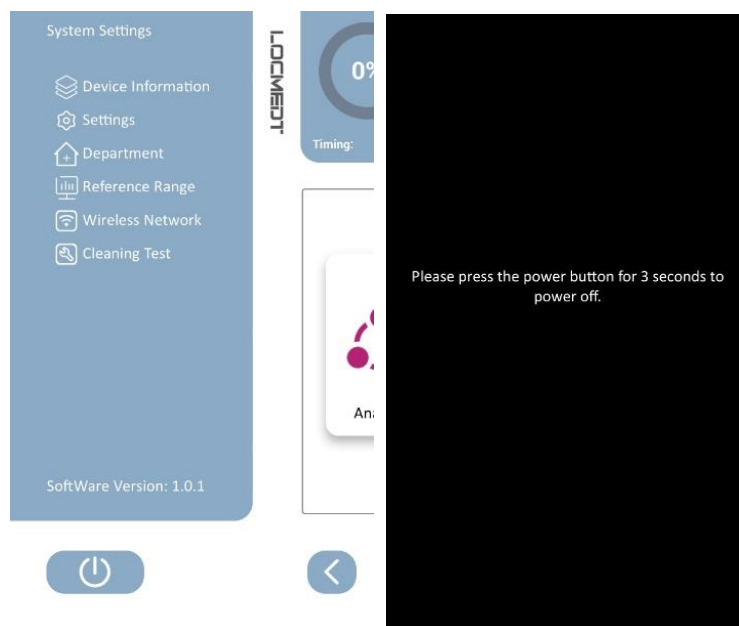 System Settings
Device Information
Settings
Department
Reference Range
Wireless Network
Cleaning Test
SoftWare Version: 1.0.1
LOCMEDT
0%
Timing:
Please press the power button for 3 seconds to
power off.